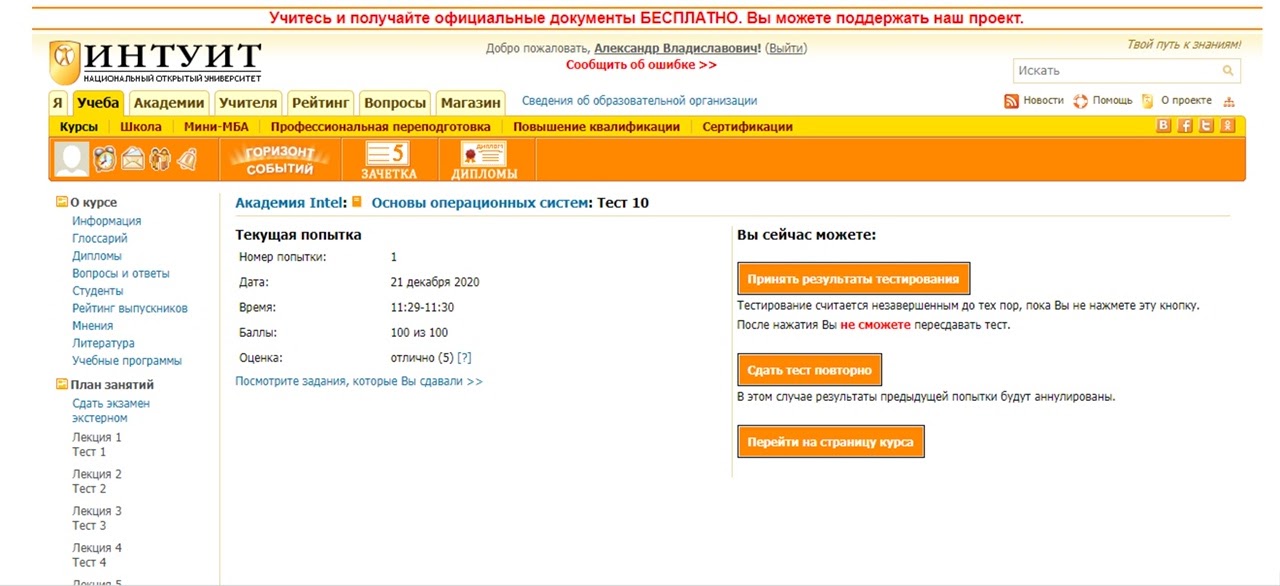 Учитесь и получайте официальные документы БЕСПЛАТНО. Вы можете поддержать наш проект.
ИНТУИТ
НАЦИОНАЛЬНЫЙ ОТКРЫТЫЙ УНИВЕРСИТЕТ
Добро пожаловать, Александр Владиславович! (Выйти)
Сообщить об ошибке >>
Твой путь к знаниям!
Искать
Я Учеба Академии Учителя Рейтинг Вопросы Магазин Сведения об образовательной организации Новости Помощь О проекте
Курсы Школа Мини-МБА Профессиональная переподготовка Повышение квалификации Сертификации
ГОРИЗОНТ СОБЫТИЙ
5
ЗАЧЕТКА
ДИПЛОМ
ДИПЛОМЫ
О курсе
Информация
Глоссарий
Дипломы
Вопросы и ответы
Студенты
Рейтинг выпускников
Мнения
Литература
Учебные программы
План занятий
Сдать экзамен
экстерном
Лекция 1
Тест 1
Лекция 2
Тест 2
Лекция 3
Тест 3
Лекция 4
Тест 4
Лекция 5
Академия Intel: Основы операционных систем: Тест 10
Текущая попытка
Номер попытки: 1
Дата: 21 декабря 2020
Время: 11:29-11:30
Баллы: 100 из 100
Оценка: отлично (5) [?]
Посмотрите задания, которые Вы сдавали >>
Вы сейчас можете:
Принять результаты тестирования
Тестирование считается незавершенным до тех пор, пока Вы не нажмете эту кнопку.
После нажатия Вы не сможете пересдавать тест.
Сдать тест повторно
В этом случае результаты предыдущей попытки будут аннулированы.
Перейти на страницу курса